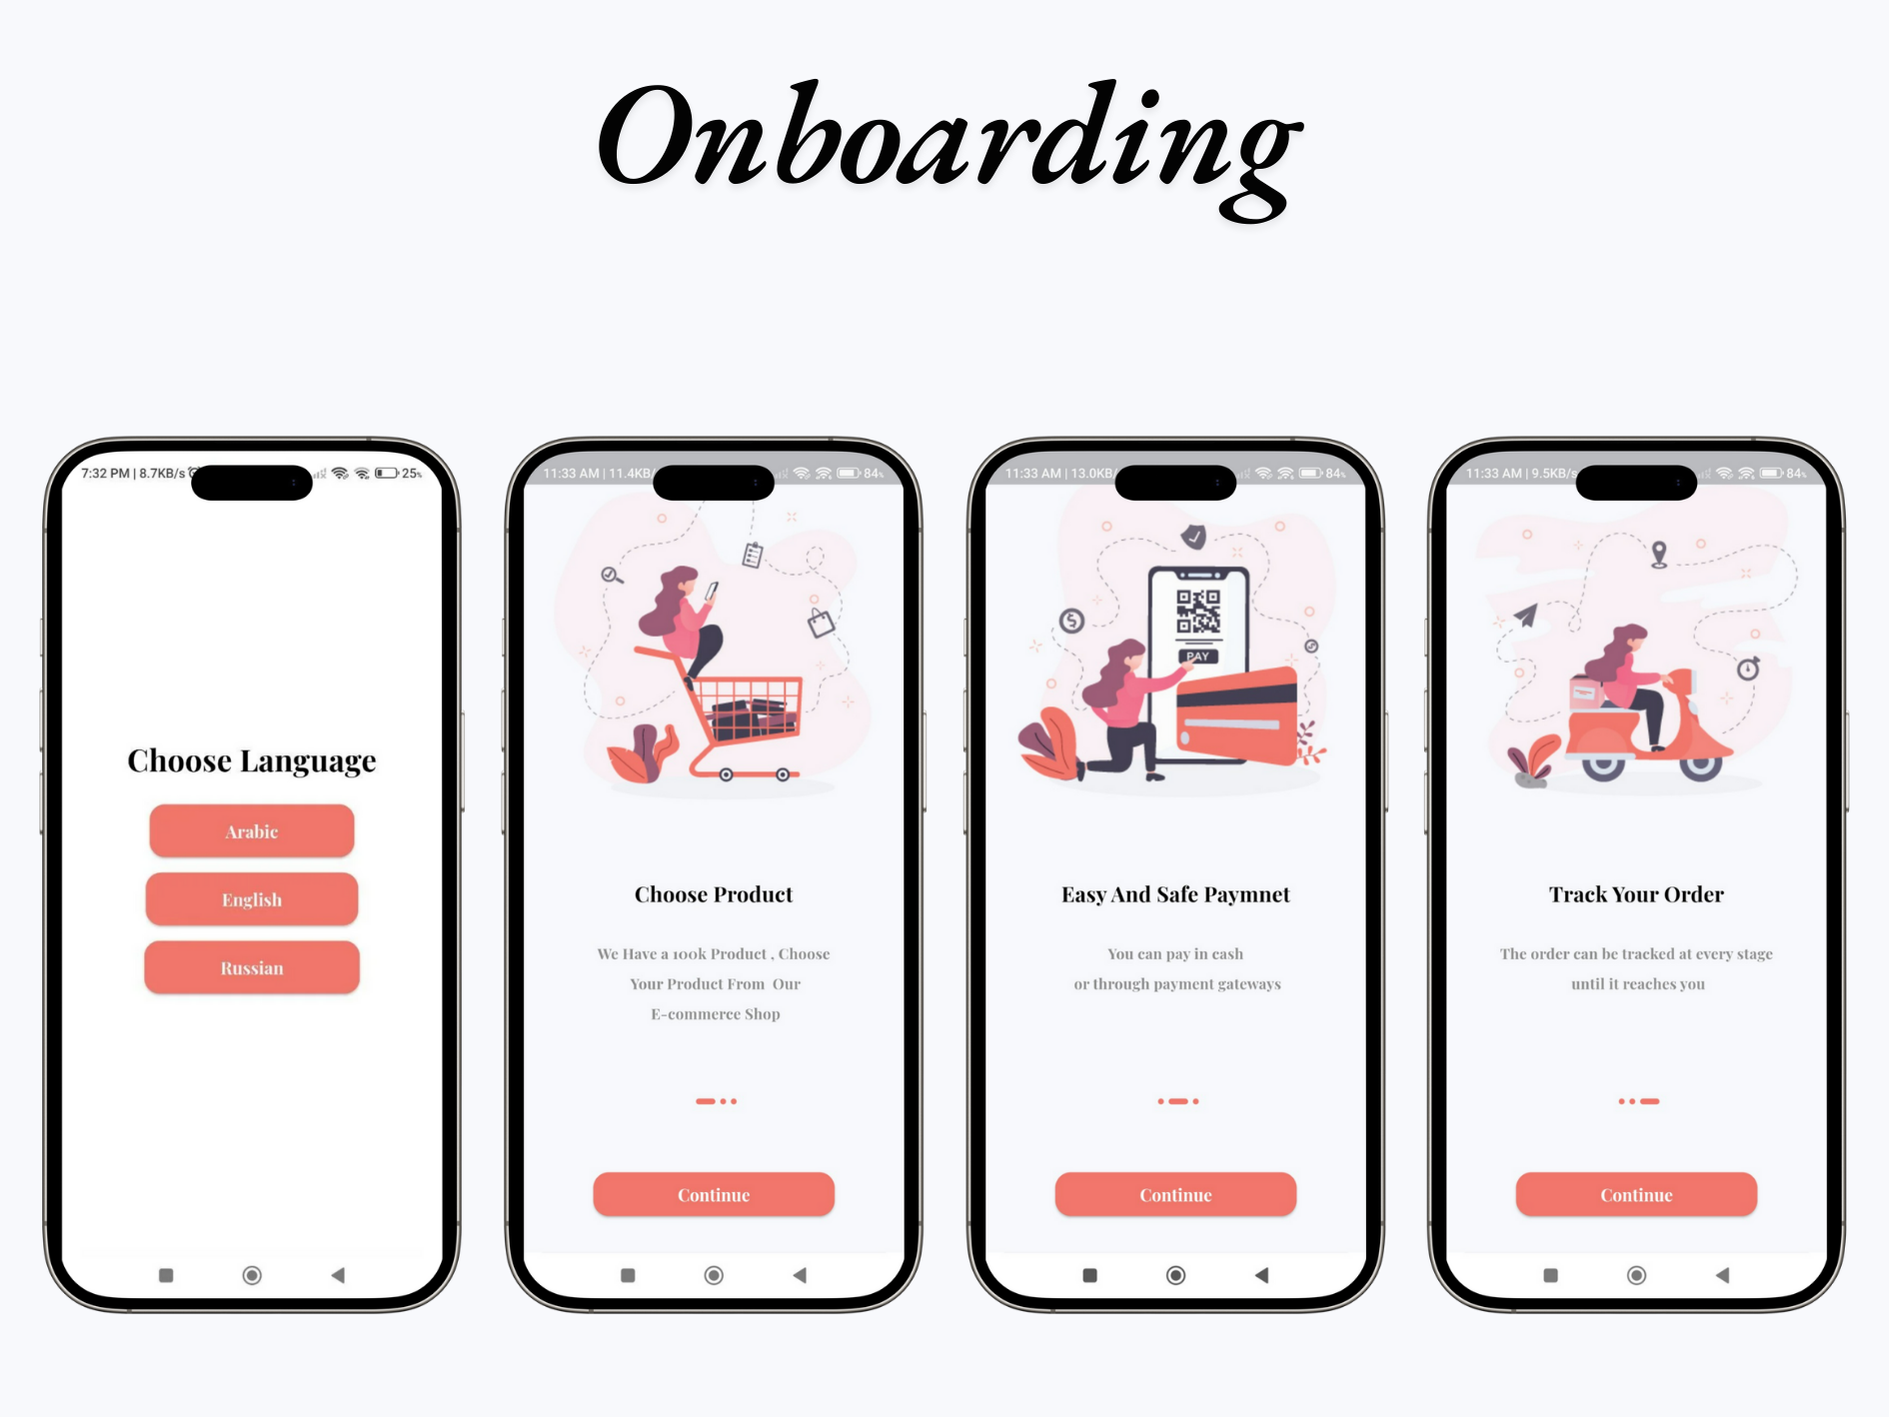 Onboarding
7:32 PM | 8.7KB/s
25%
Choose Language
Arabic
English
Russian
11:33 AM | 11.4KB/
84%
PAY
Choose Product
We Have a 100k Product , Choose
Your Product From  Our
E-commerce Shop
Continue
11:33 AM | 13.0KB/
84%
Easy And Safe Paymnet
You can pay in cash
or through payment gateways
Continue
11:33 AM | 9.5KB/s
84%
Track Your Order
The order can be tracked at every stage
until it reaches you
Continue